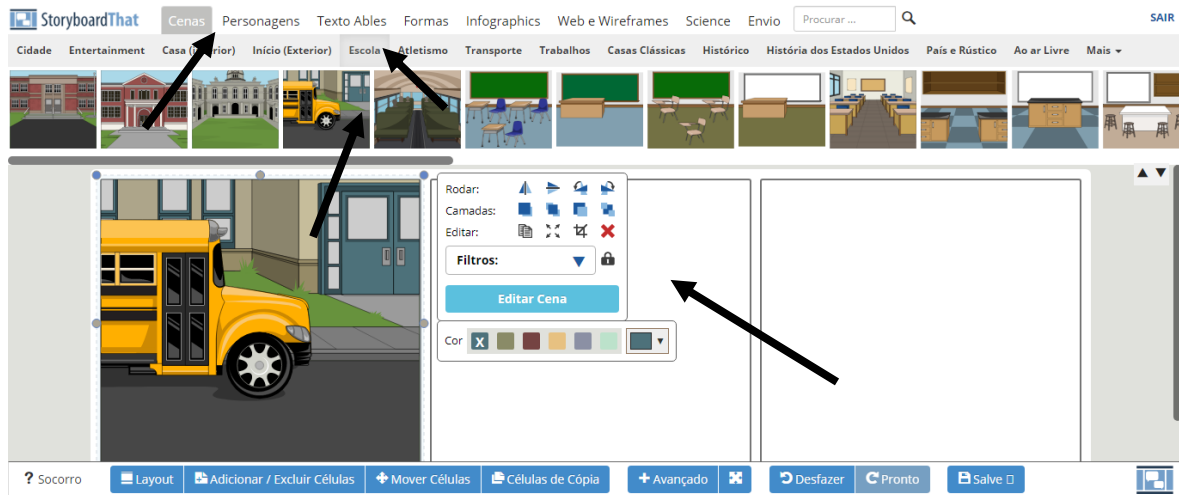 StoryboardThat Cenas Personagens Texto Ables Formas Infographics Web e Wireframes Science Envio Procurar ... SAIR
Cidade Entertainment Casa Início (Exterior) Escola Atletismo Transporte Trabalhos Casas Clássicas Histórico História dos Estados Unidos País e Rústico Ao ar Livre Mais
Rodar:
Camadas:
Editar:
Filtros:
Editar Cena
Cor X
? Socorro Layout Adicionar / Excluir Células Mover Células Células de Cópia + Avançado Desfazer Pronto Salve